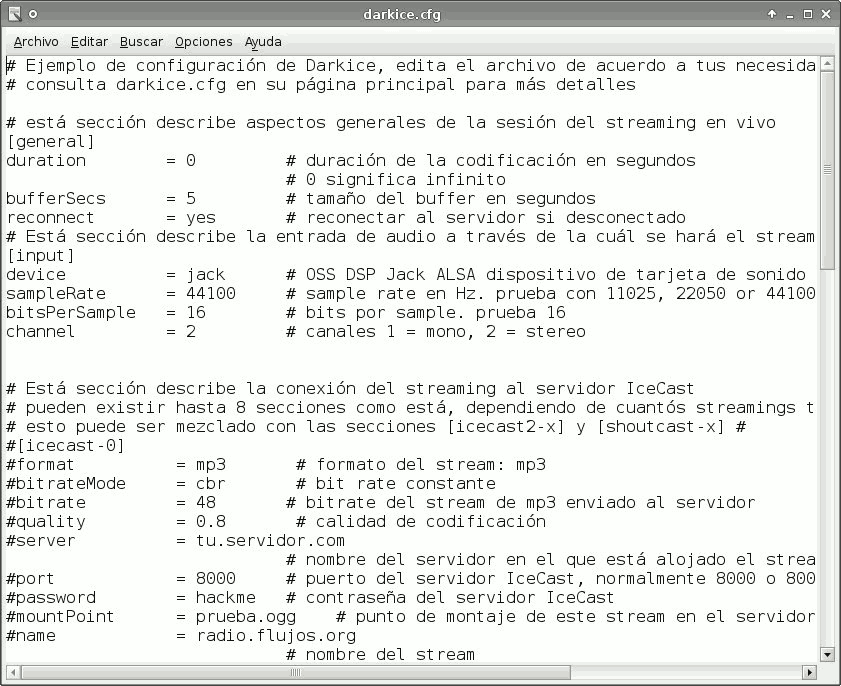 darkice.cfg
Archivo Editar Buscar Opciones Ayuda
# Ejemplo de configuración de Darkice, edita el archivo de acuerdo a tus necesida
# consulta darkice.cfg en su página principal para más detalles
# está sección describe aspectos generales de la sesión del streaming en vivo
[general]
duration        = 0         # duración de la codificación en segundos
                            # 0 significa infinito
bufferSecs      = 5         # tamaño del buffer en segundos
reconnect       = yes       # reconectar al servidor si desconectado
# Está sección describe la entrada de audio a través de la cuál se hará el stream
[input]
device          = jack      # OSS DSP Jack ALSA dispositivo de tarjeta de sonido
sampleRate      = 44100     # sample rate en Hz. prueba con 11025, 22050 or 44100
bitsPerSample   = 16        # bits por sample. prueba 16
channel         = 2         # canales 1 = mono, 2 = stereo
# Está sección describe la conexión del streaming al servidor IceCast
# pueden existir hasta 8 secciones como está, dependiendo de cuantós streamings t
# esto puede ser mezclado con las secciones [icecast2-x] y [shoutcast-x] #
#[icecast-0]
#format          = mp3       # formato del stream: mp3
#bitrateMode     = cbr       # bit rate constante
#bitrate         = 48       # bitrate del stream de mp3 enviado al servidor
#quality         = 0.8       # calidad de codificación
#server          = tu.servidor.com
                            # nombre del servidor en el que está alojado el strea
#port            = 8000     # puerto del servidor IceCast, normalmente 8000 o 800
#password        = hackme   # contraseña del servidor IceCast
#mountPoint      = prueba.ogg    # punto de montaje de este stream en el servidor
#name            = radio.flujos.org
                            # nombre del stream